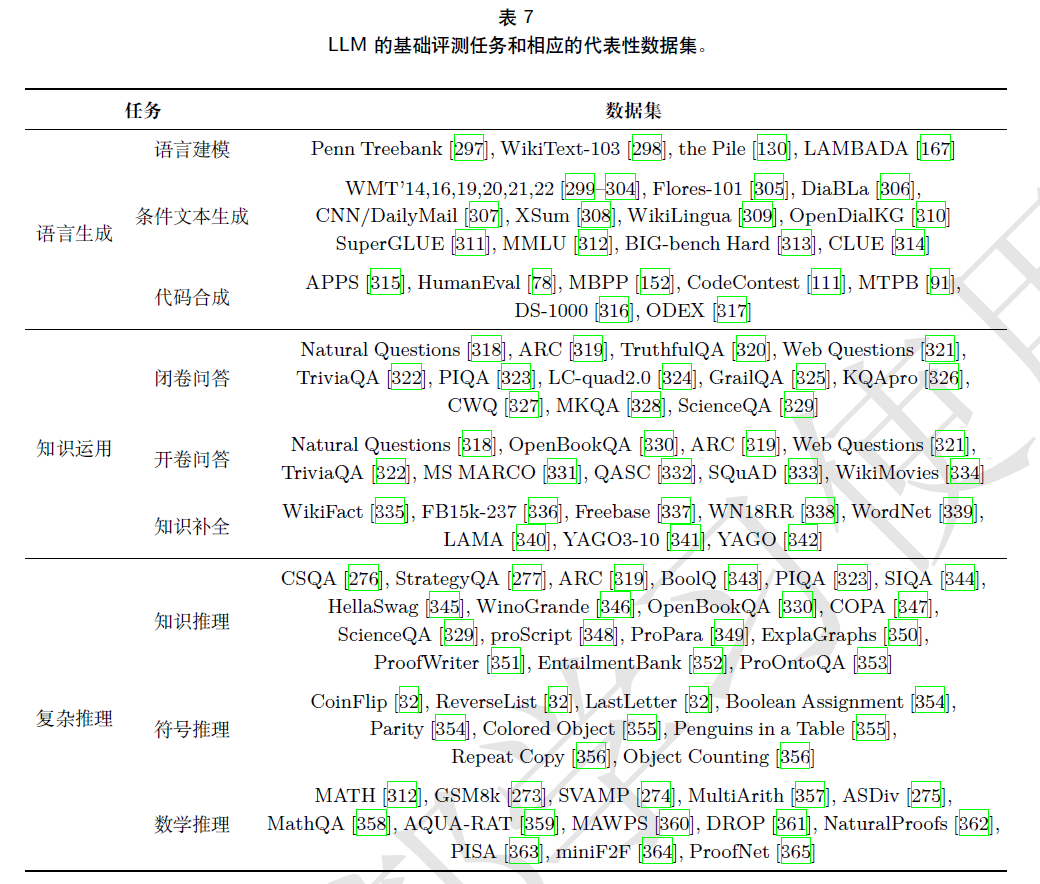 表 7
LLM 的基础评测任务和相应的代表性数据集。
任务 数据集
语言生成
语言建模
Penn Treebank [297], WikiText-103 [298], the Pile [130], LAMBADA [167]
条件文本生成
WMT'14,16,19,20,21,22 [299–304], Flores-101 [305], DiaBLa [306],
CNN/DailyMail [307], XSum [308], WikiLingua [309], OpenDialKG [310]
SuperGLUE [311], MMLU [312], BIG-bench Hard [313], CLUE [314]
代码合成
APPS [315], HumanEval [78], MBPP [152], CodeContest [111], MTPB [91],
DS-1000 [316], ODEX [317]
知识运用
闭卷问答
Natural Questions [318], ARC [319], TruthfulQA [320], Web Questions [321],
TriviaQA [322], PIQA [323], LC-quad2.0 [324], GrailQA [325], KQApro [326],
CWQ [327], MKQA [328], ScienceQA [329]
开卷问答
Natural Questions [318], OpenBookQA [330], ARC [319], Web Questions [321],
TriviaQA [322], MS MARCO [331], QASC [332], SQuAD [333], WikiMovies [334]
知识补全
WikiFact [335], FB15k-237 [336], Freebase [337], WN18RR [338], WordNet [339],
LAMA [340], YAGO3-10 [341], YAGO [342]
复杂推理
知识推理
CSQA [276], StrategyQA [277], ARC [319], BoolQ [343], PIQA [323], SIQA [344],
HellaSwag [345], WinoGrande [346], OpenBookQA [330], COPA [347],
ScienceQA [329], proScript [348], ProPara [349], ExplaGraphs [350],
ProofWriter [351], EntailmentBank [352], ProOntoQA [353]
符号推理
CoinFlip [32], ReverseList [32], LastLetter [32], Boolean Assignment [354],
Parity [354], Colored Object [355], Penguins in a Table [355],
Repeat Copy [356], Object Counting [356]
数学推理
MATH [312], GSM8k [273], SVAMP [274], MultiArith [357], ASDiv [275],
MathQA [358], AQUA-RAT [359], MAWPS [360], DROP [361], NaturalProofs [362],
PISA [363], miniF2F [364], ProofNet [365]
学习使用